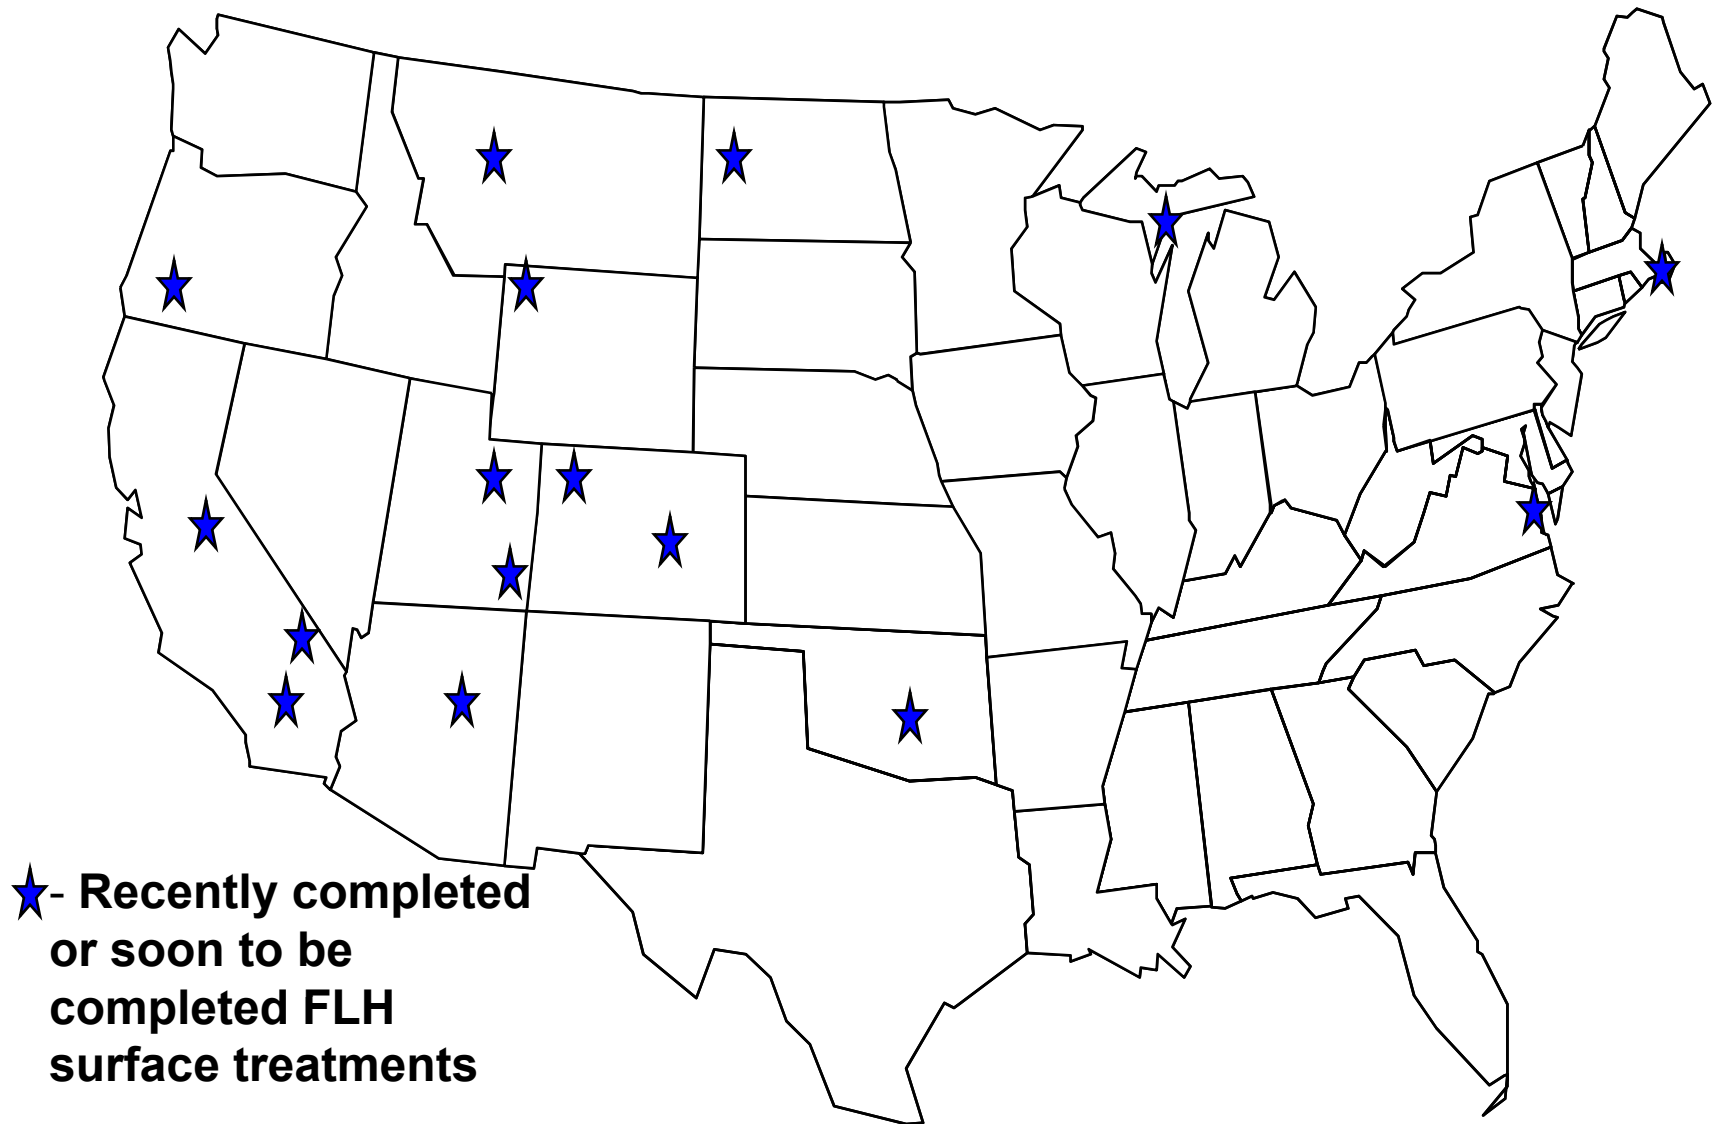 - Recently completed
or soon to be
completed FLH
surface treatments